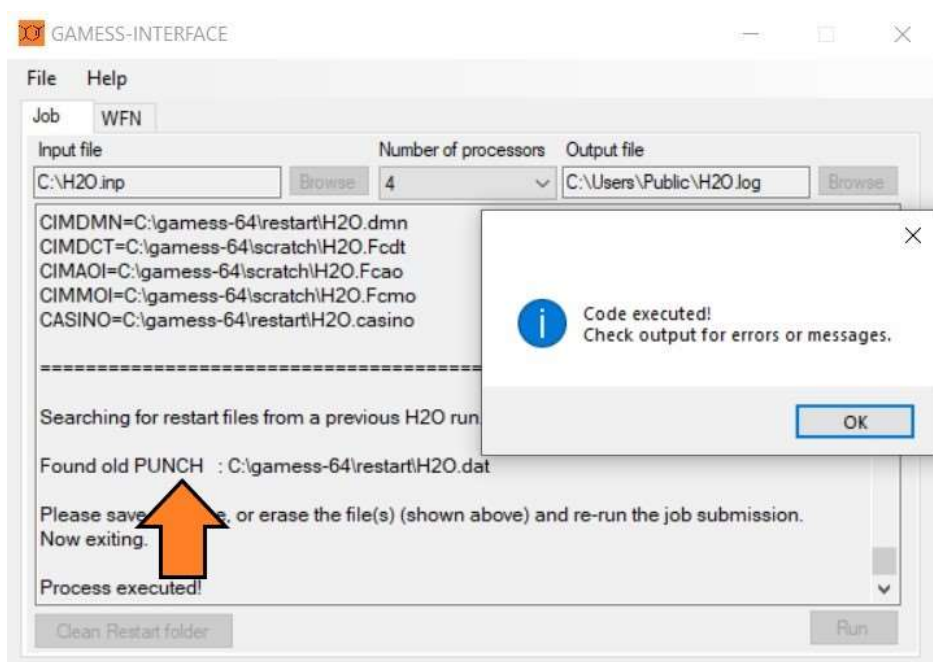 GAMESS-INTERFACE
File Help
Job WFN
Input file Number of processors Output file
C:\H2O.inp Browse 4 C:\Users\Public\H2O.log Browse
CIMDMN=C:\gamess-64\restart\H2O.dmn
CIMDCT=C:\gamess-64\scratch\H2O.Fcdt
CIMAOI=C:\gamess-64\scratch\H2O.Fcao
CIMMOI=C:\gamess-64\scratch\H2O.Fcmo
CASINO=C:\gamess-64\restart\H2O.casino
Code executed!
Check output for errors or messages.
OK
========================================
Searching for restart files from a previous H2O run
Found old PUNCH : C:\gamess-64\restart\H2O.dat
Please save, or erase the file(s) (shown above) and re-run the job submission.
Now exiting.
Process executed!
Clean Restart folder Run